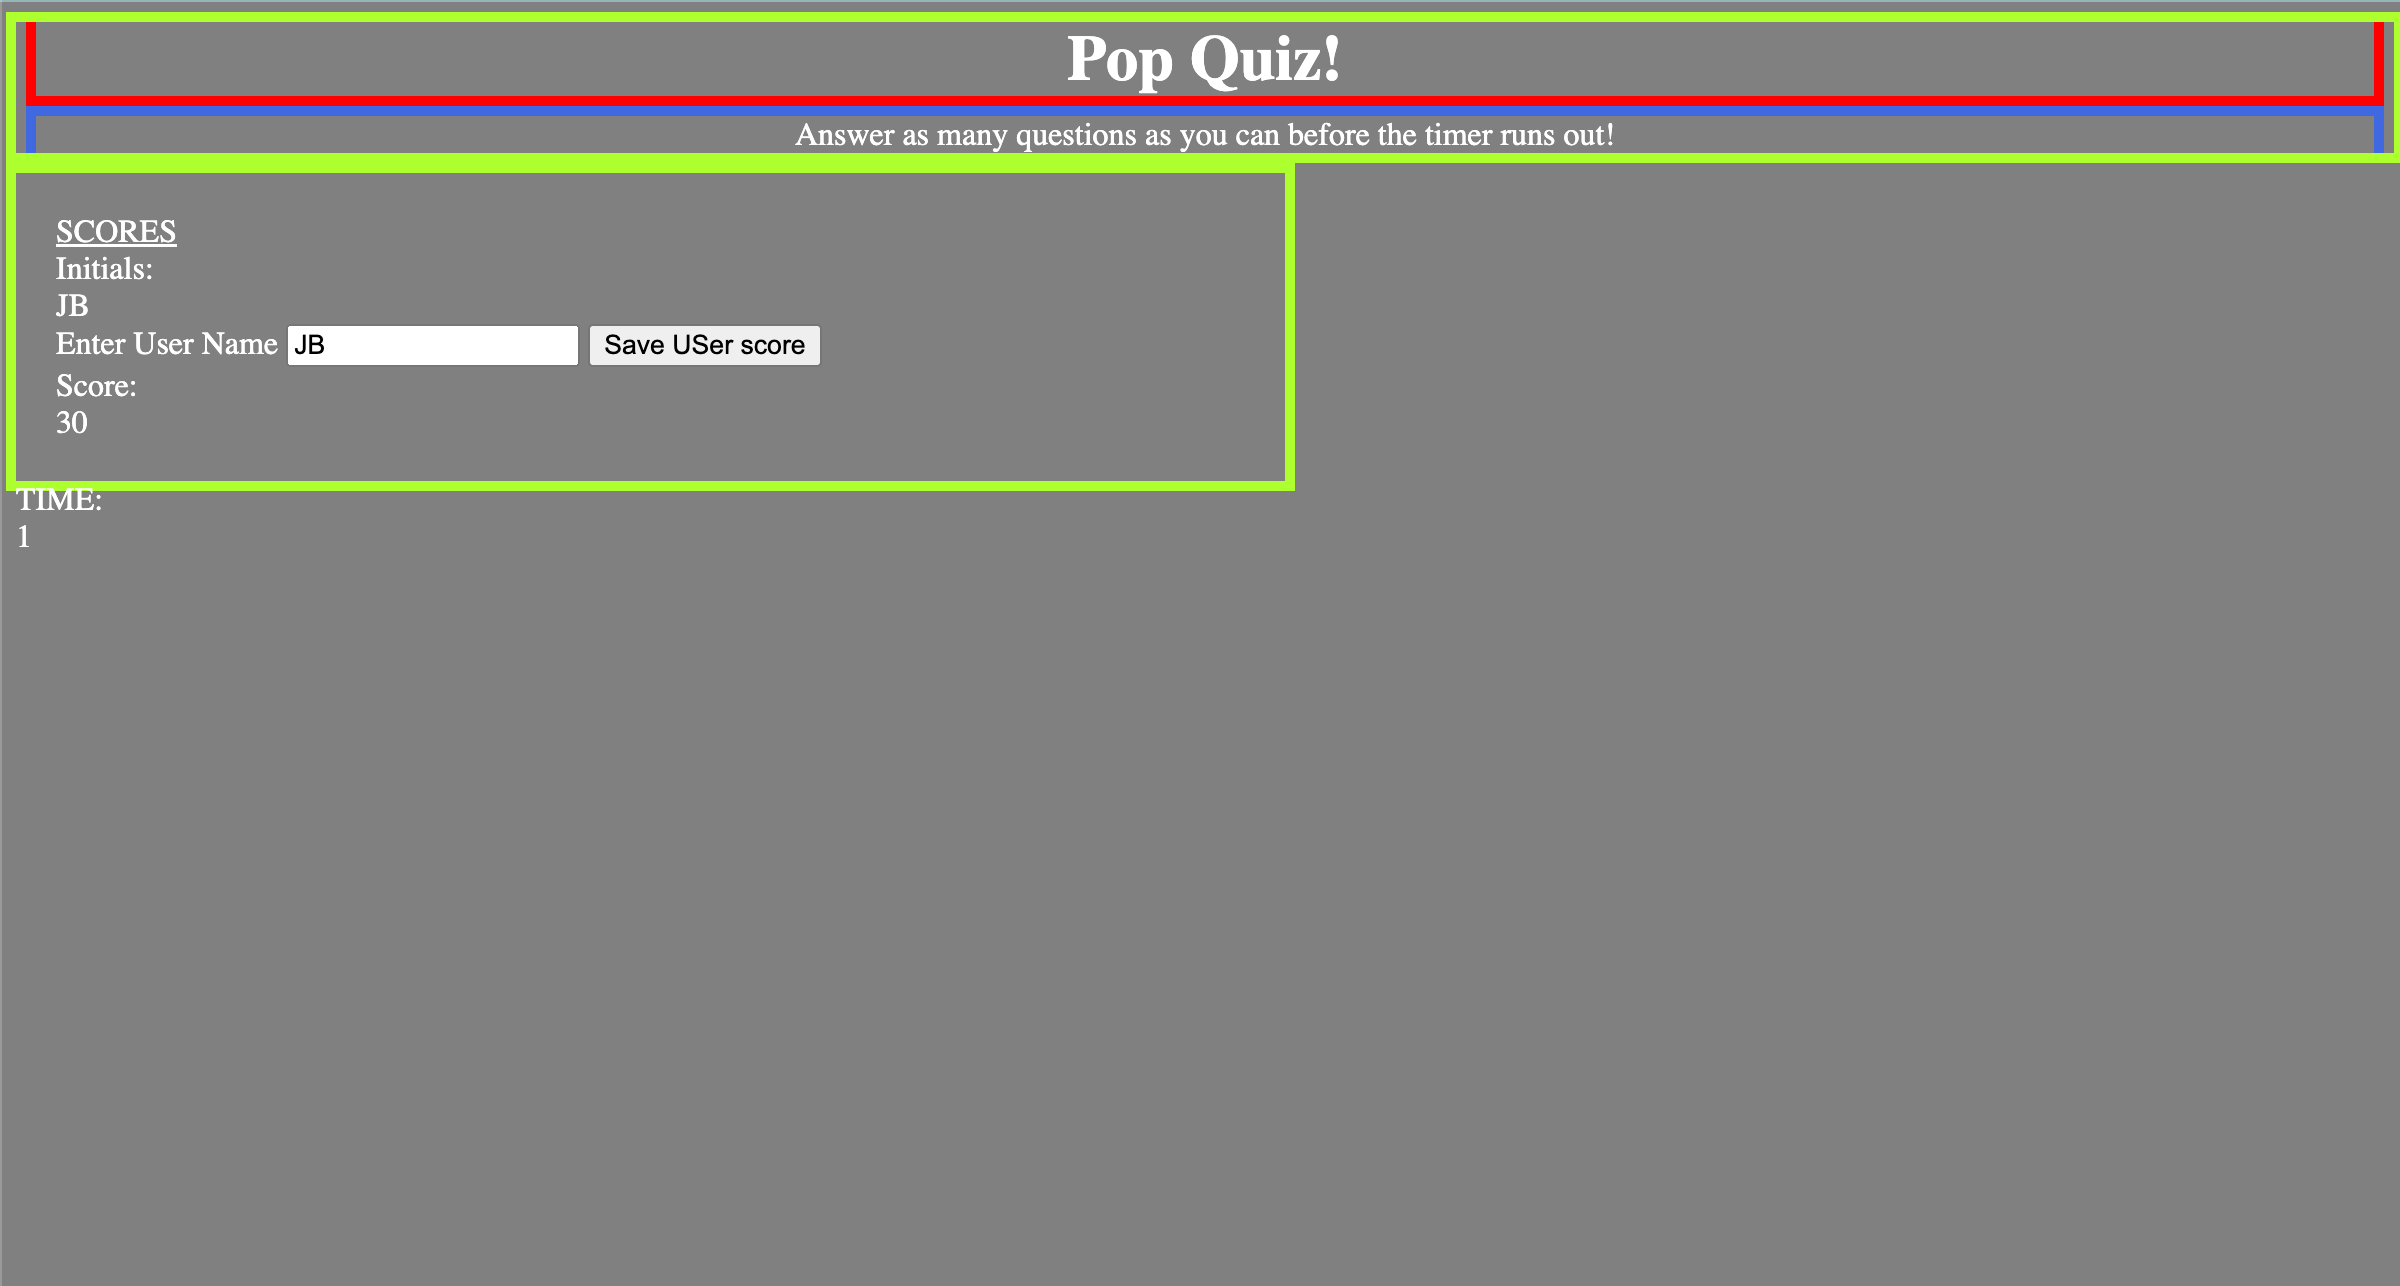 Pop Quiz!
Answer as many questions as you can before the timer runs out!
SCORES
Initials:
JB
Enter User Name JB Save USer score
Score:
30
TIME:
1